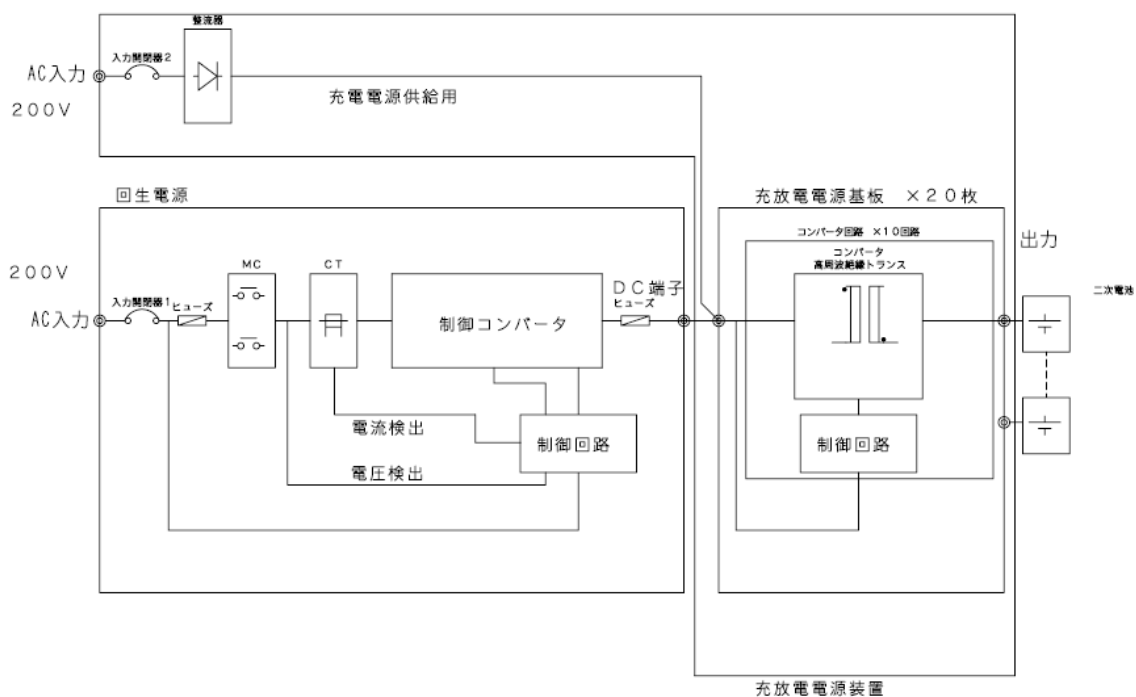 整流器
入力開閉器2
AC入力
200V
充電電源供給用
回生電源
充放電電源基板 ×20枚
コンバータ回路 ×10回路
出力
コンバータ
高周波絶縁トランス
200V
MC
CT
DC端子
ヒューズ
二次電池
入力開閉器1
ヒューズ
AC入力
制御コンバータ
電流検出
制御回路
制御回路
電圧検出
充放電電源装置